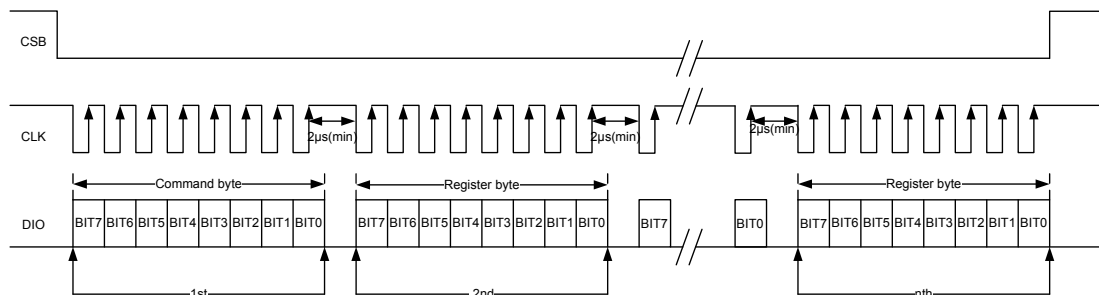 CSB
CLK
2μs(min) 2μs(min) 2μs(min)
Command byte Register byte Register byte
DIO BIT7 BIT6 BIT5 BIT4 BIT3 BIT2 BIT1 BIT0 BIT7 BIT6 BIT5 BIT4 BIT3 BIT2 BIT1 BIT0 BIT7 BIT0 BIT7 BIT6 BIT5 BIT4 BIT3 BIT2 BIT1 BIT0
1st 2nd nth